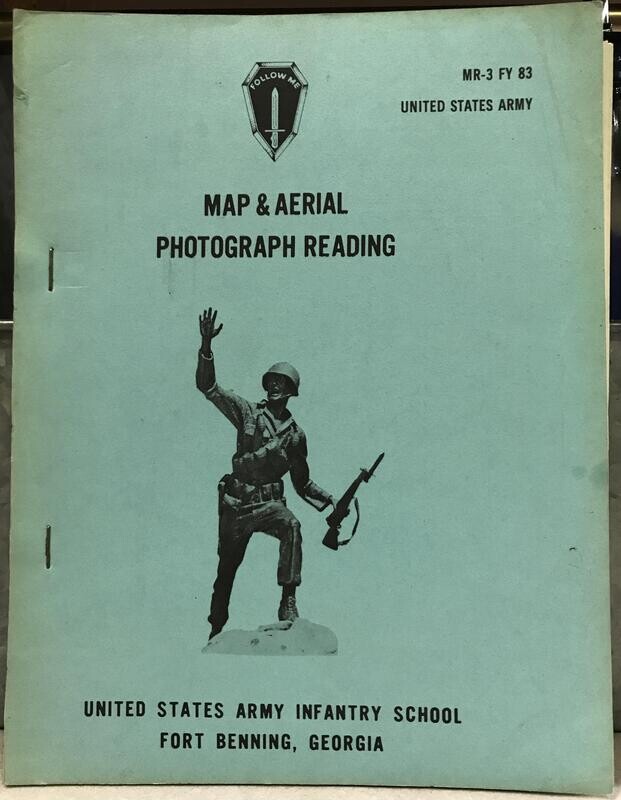 FOLLOW ME
MR-3 FY 83
UNITED STATES ARMY
MAP & AERIAL
PHOTOGRAPH READING
UNITED STATES ARMY INFANTRY SCHOOL
FORT BENNING, GEORGIA